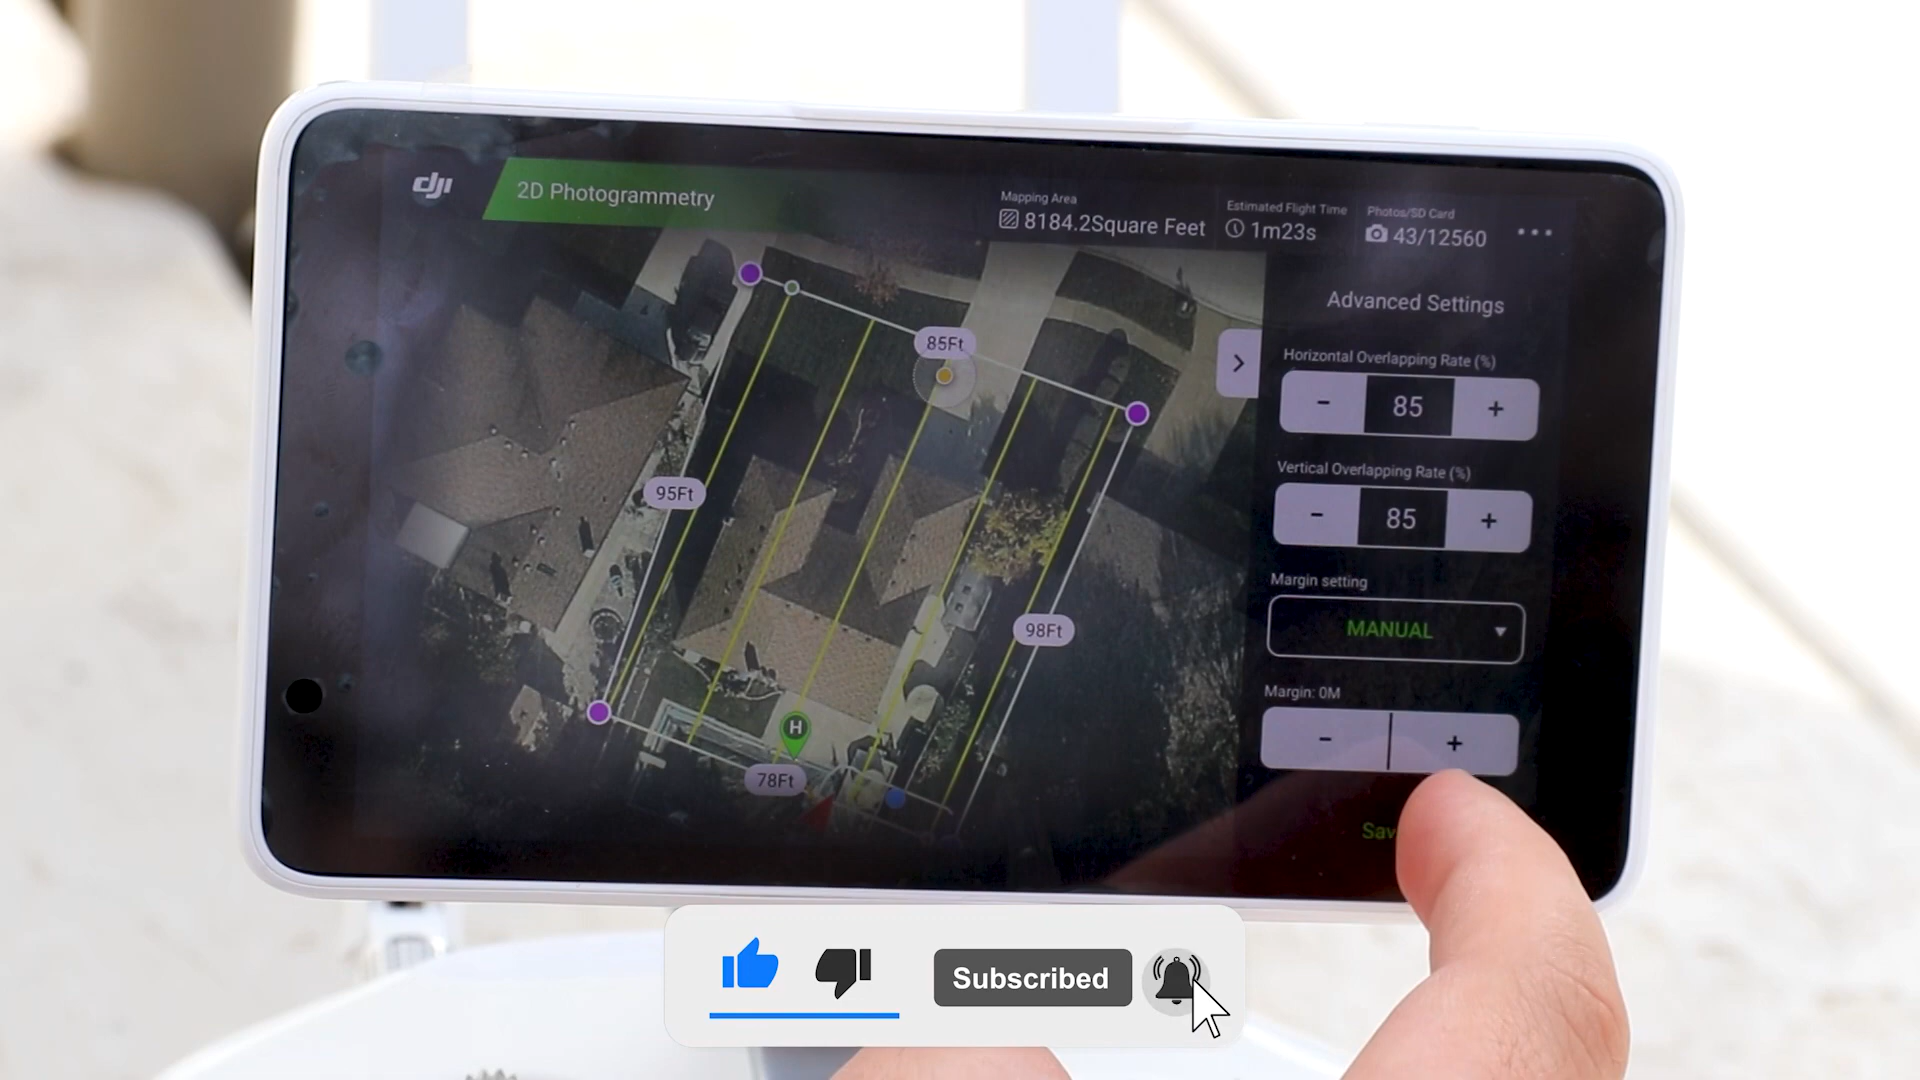 dji
2D Photogrammetry
Mapping Area
8184.2Square Feet
Estimated Flight Time
1m23s
Photos/SD Card
43/12560
...
Advanced Settings
Horizontal Overlapping Rate (%)
- 85 +
Vertical Overlapping Rate (%)
- 85 +
Margin setting
MANUAL
Margin: 0M
- +
85Ft
95Ft
98Ft
H
78Ft
Subscribed